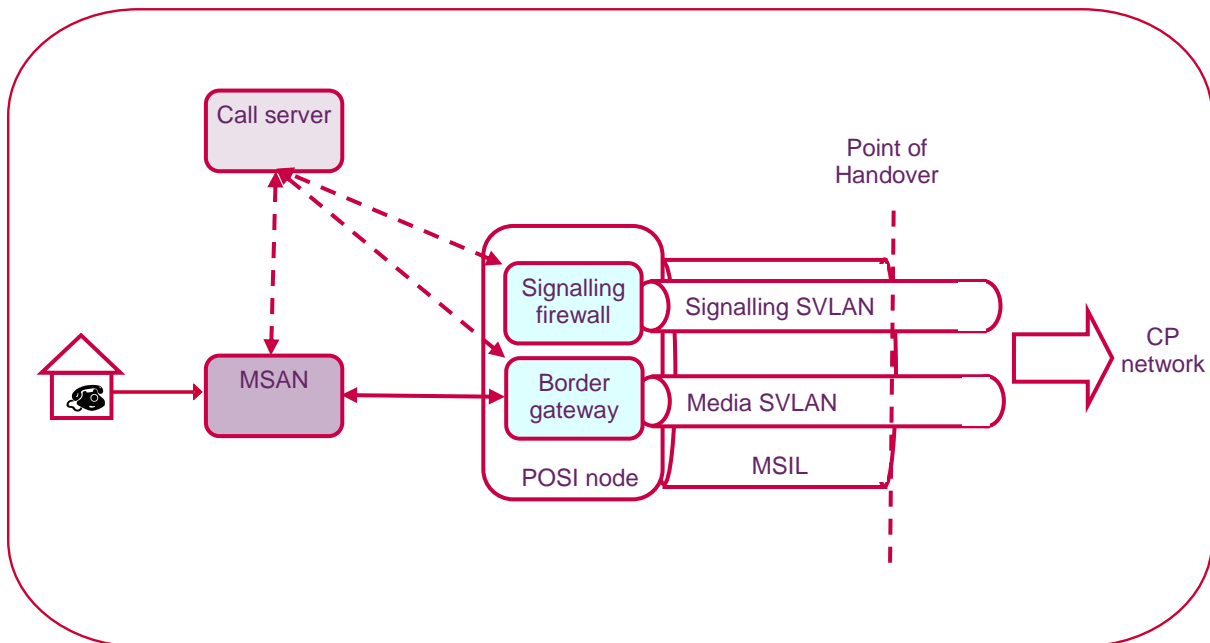 Call server
Point of
Handover
Signalling
firewall
Signalling SVLAN
CP
network
MSAN
Border
gateway
Media SVLAN
POSI node
MSIL